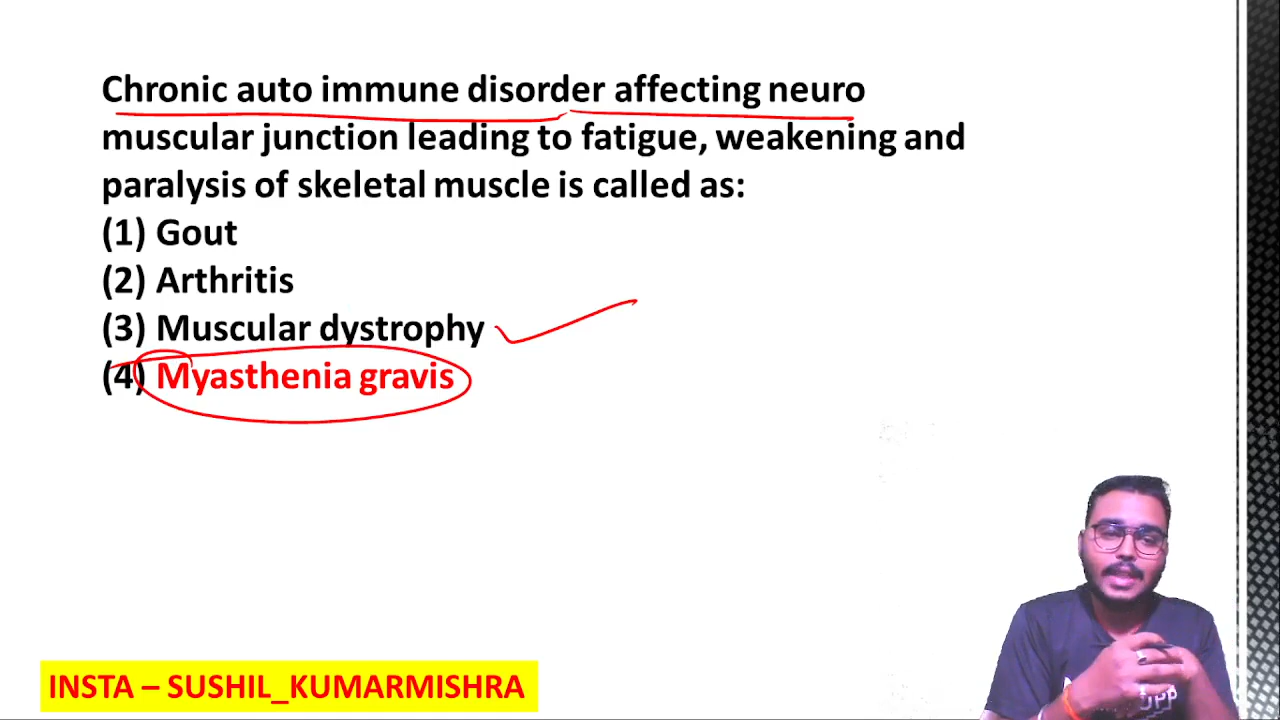 Chronic auto immune disorder affecting neuro
muscular junction leading to fatigue, weakening and
paralysis of skeletal muscle is called as:
(1) Gout
(2) Arthritis
(3) Muscular dystrophy
(4) Myasthenia gravis
INSTA – SUSHIL_KUMARMISHRA